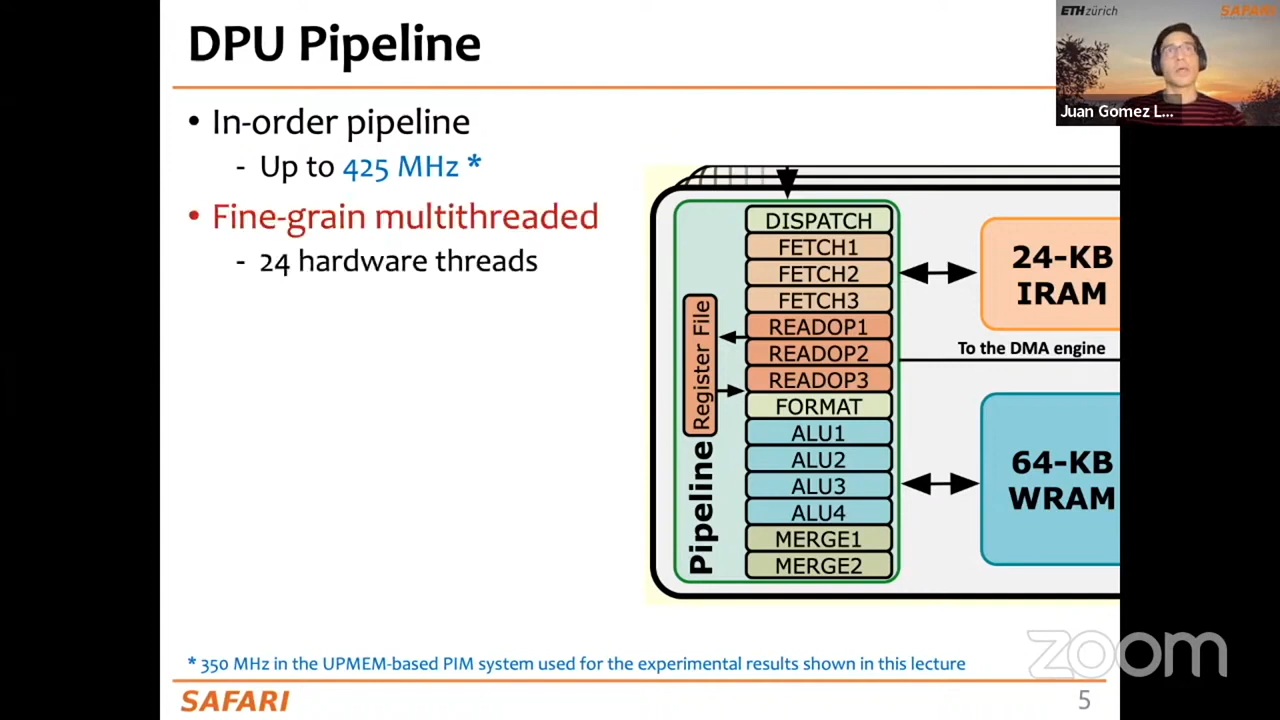 DPU Pipeline
ETHzürich
SAFARI
Juan Gomez L...
• In-order pipeline
- Up to 425 MHz *
• Fine-grain multithreaded
- 24 hardware threads
DISPATCH
FETCH1
FETCH2
FETCH3
READOP1
READOP2
READOP3
FORMAT
ALU1
ALU2
ALU3
ALU4
MERGE1
MERGE2
Register File
Pipeline
24-KB
IRAM
To the DMA engine
64-KB
WRAM
* 350 MHz in the UPMEM-based PIM system used for the experimental results shown in this lecture
zoom
SAFARI
5